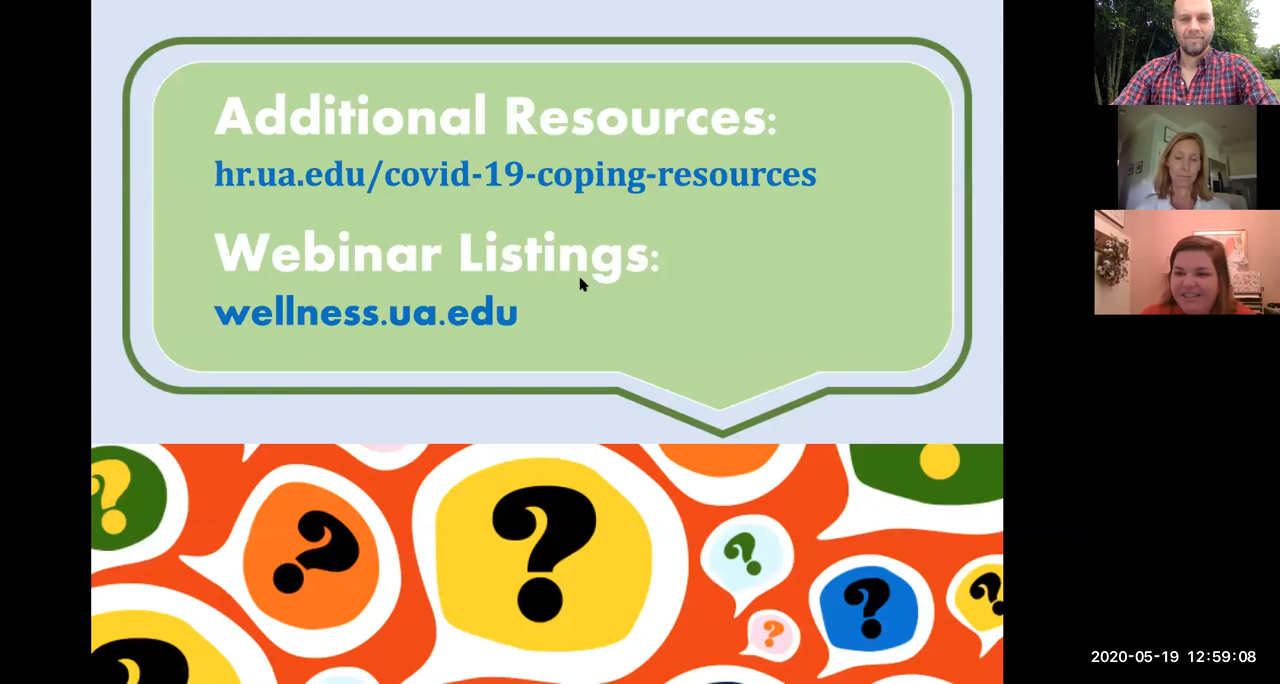 Additional Resources:
hr.ua.edu/covid-19-coping-resources
Webinar Listings:
wellness.ua.edu
? ? ? ? ? ? ? ?
2020-05-19 12:59:08